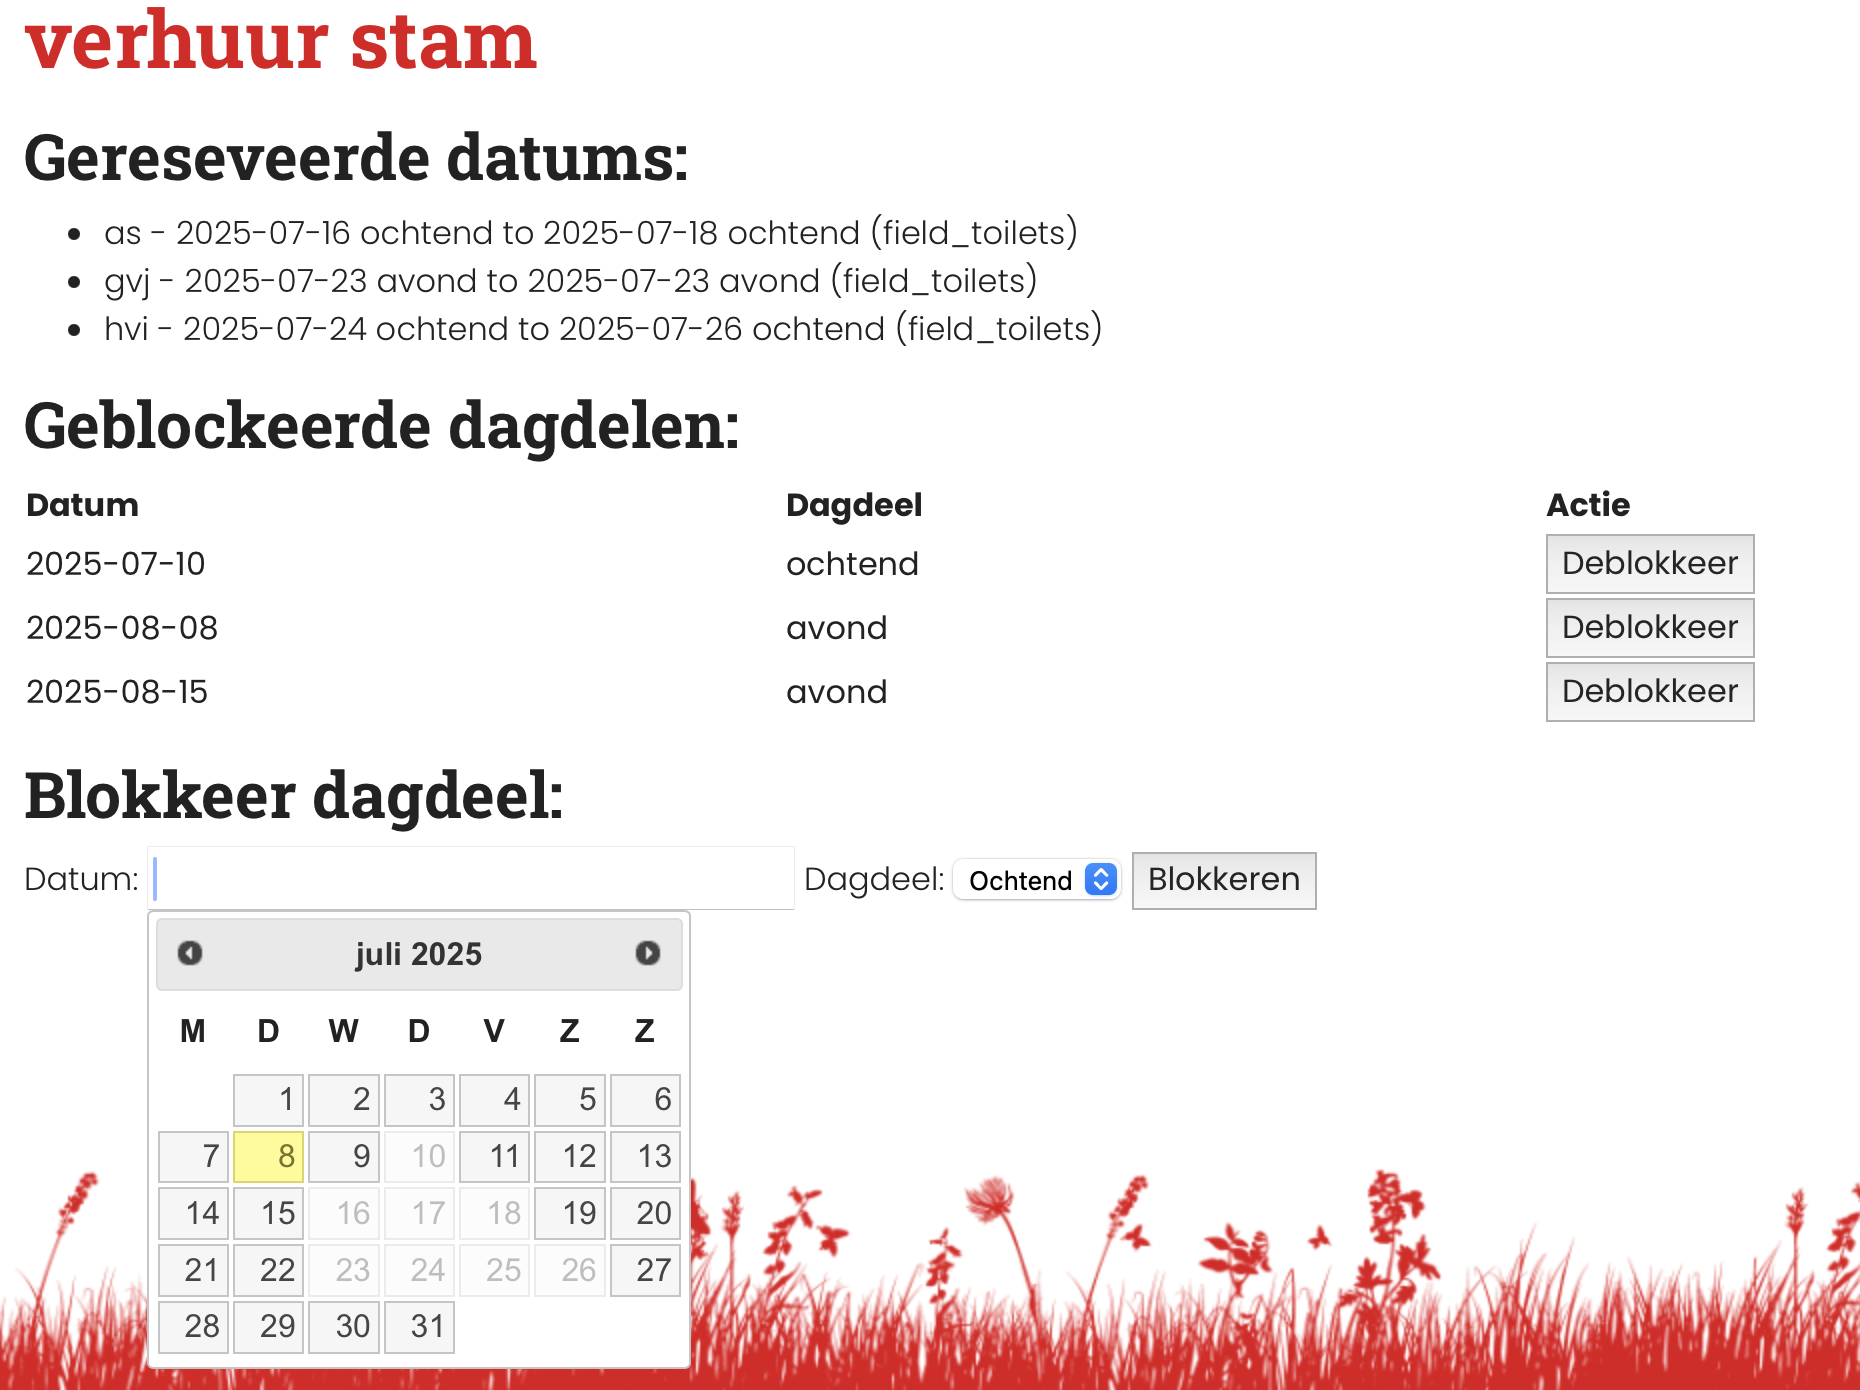 verhuur stam
Gereseveerde datums:
as - 2025-07-16 ochtend to 2025-07-18 ochtend (field_toilets)
gvj - 2025-07-23 avond to 2025-07-23 avond (field_toilets)
hvi - 2025-07-24 ochtend to 2025-07-26 ochtend (field_toilets)
Geblockeerde dagdelen:
Datum Dagdeel Actie
2025-07-10 ochtend Deblokkeer
2025-08-08 avond Deblokkeer
2025-08-15 avond Deblokkeer
Blokkeer dagdeel:
Datum: Dagdeel: Ochtend Blokkeren
juli 2025
M D W D V Z Z
1 2 3 4 5 6
7 8 9 10 11 12 13
14 15 16 17 18 19 20
21 22 23 24 25 26 27
28 29 30 31